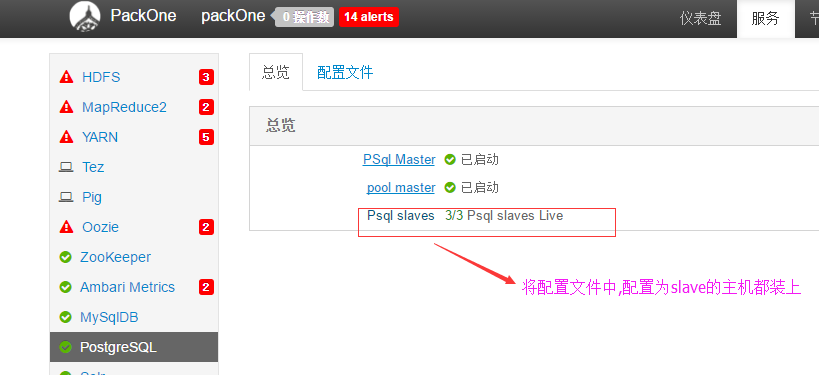 PackOne packOne 0 操作数 14 alerts 仪表盘 服务
HDFS 3
MapReduce2 2
YARN 5
Tez
Pig
Oozie 2
ZooKeeper
Ambari Metrics 2
MySqlDB
PostgreSQL
总览 配置文件
总览
PSql Master 已启动
pool master 已启动
Psql slaves 3/3 Psql slaves Live
将配置文件中,配置为slave的主机都装上